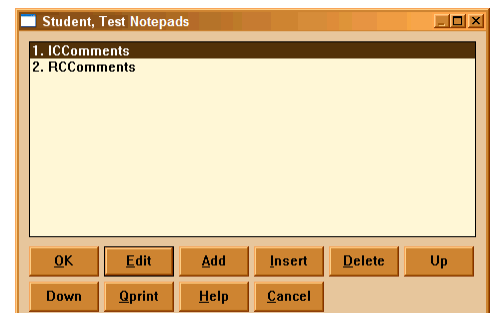 Student, Test Notepads
1. ICComments
2. RCComments
OK Edit Add Insert Delete Up
Down Qprint Help Cancel